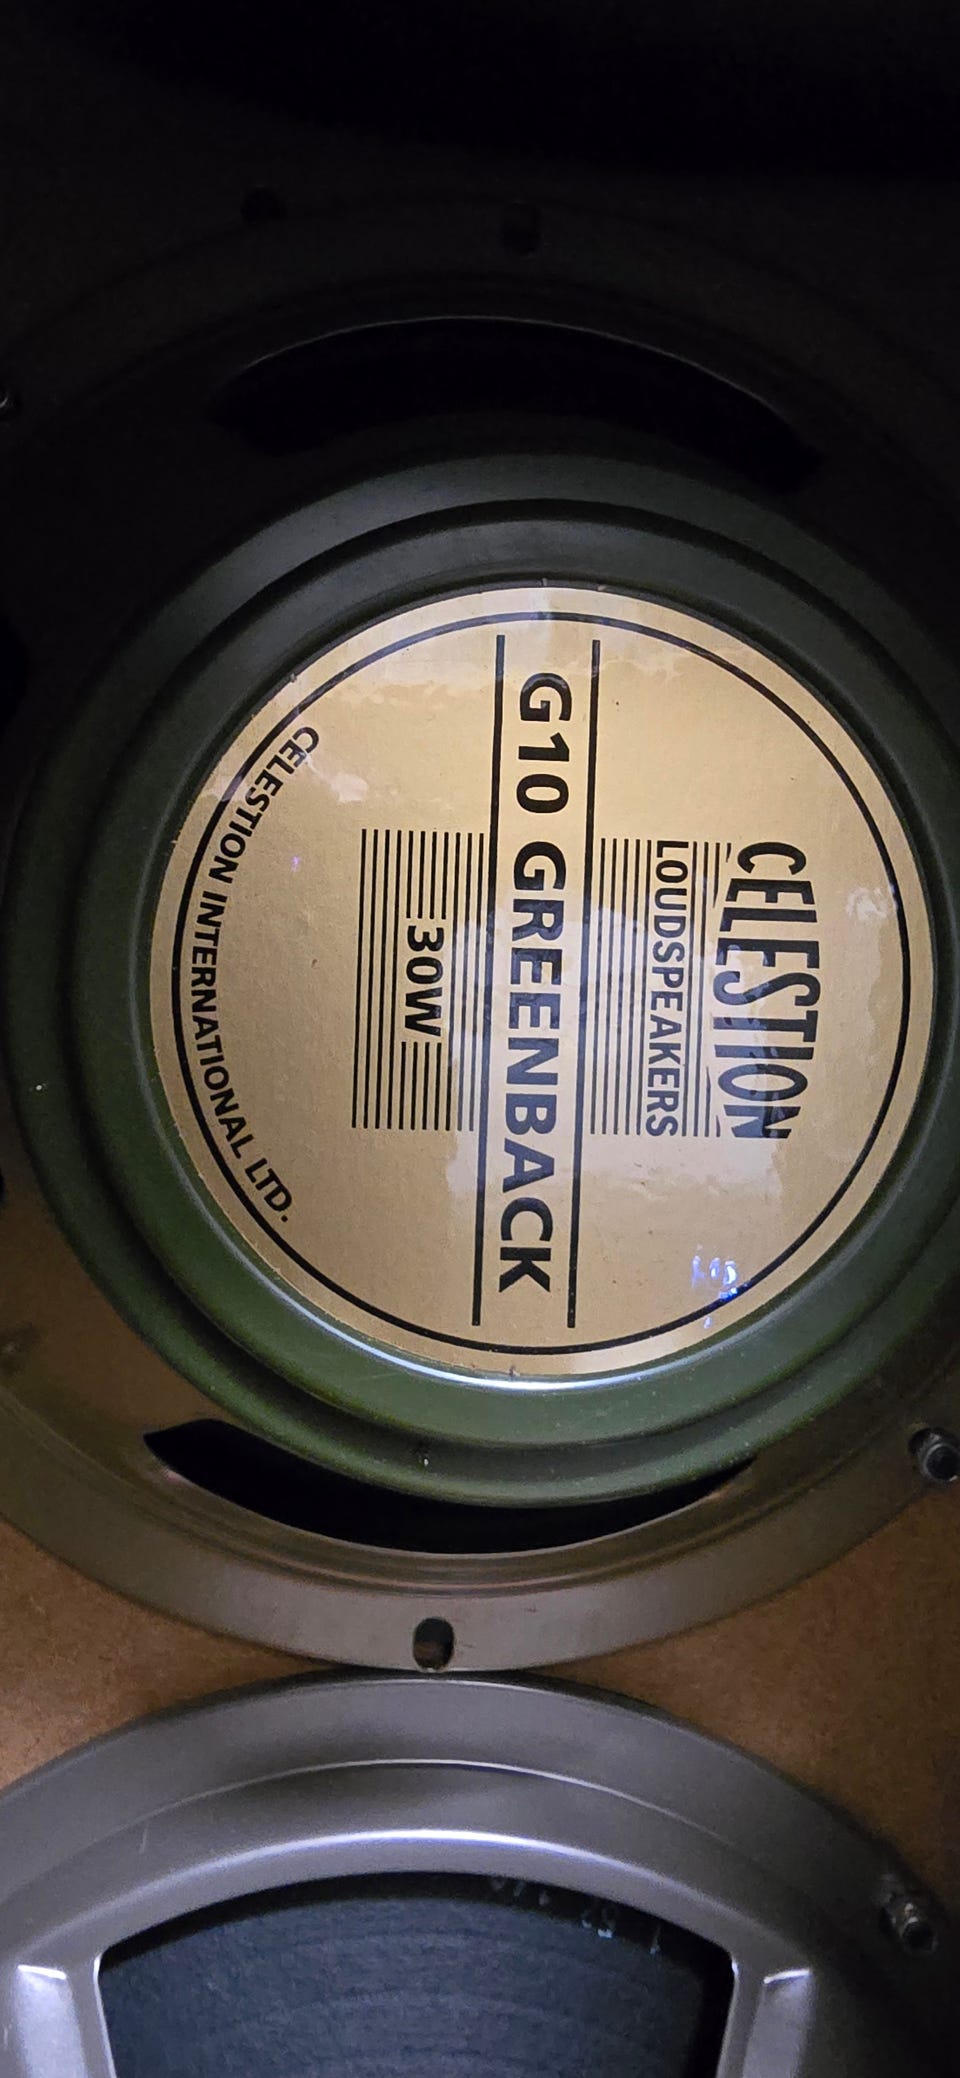 CELESTION
LOUDSPEAKERS
G10 GREENBACK
30W
CELESTION INTERNATIONAL LTD.